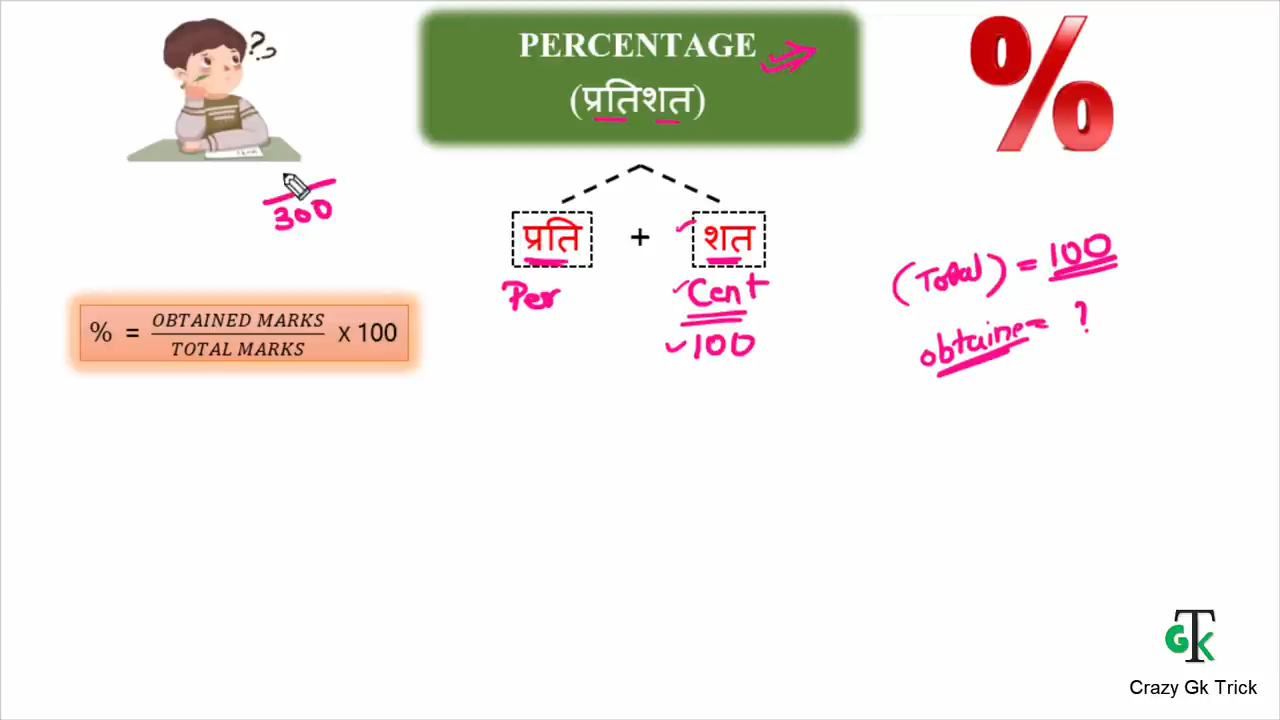 PERCENTAGE
(प्रतिशत)
%
??
300
प्रति + शत
Per
Cent
100
(Total) = 100
obtaine = ?
% = OBTAINED MARKS
TOTAL MARKS
X 100
GTK
Crazy Gk Trick